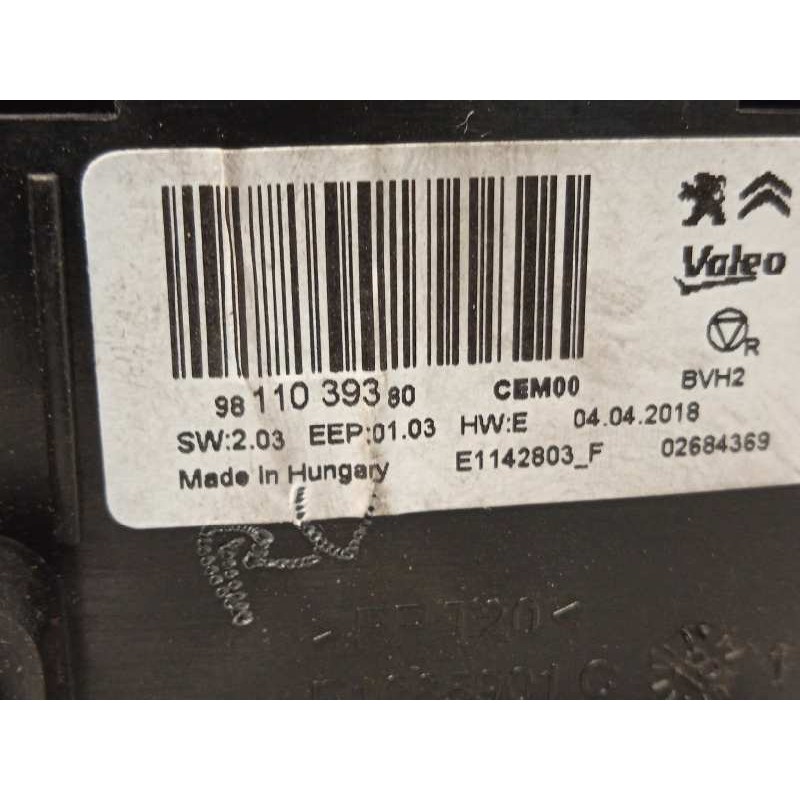 Valeo
R
BVH2
98 110 393 80 CEM00
SW:2.03 EEP:01.03 HW:E 04.04.2018
Made In Hungary E1142803_F 02684369